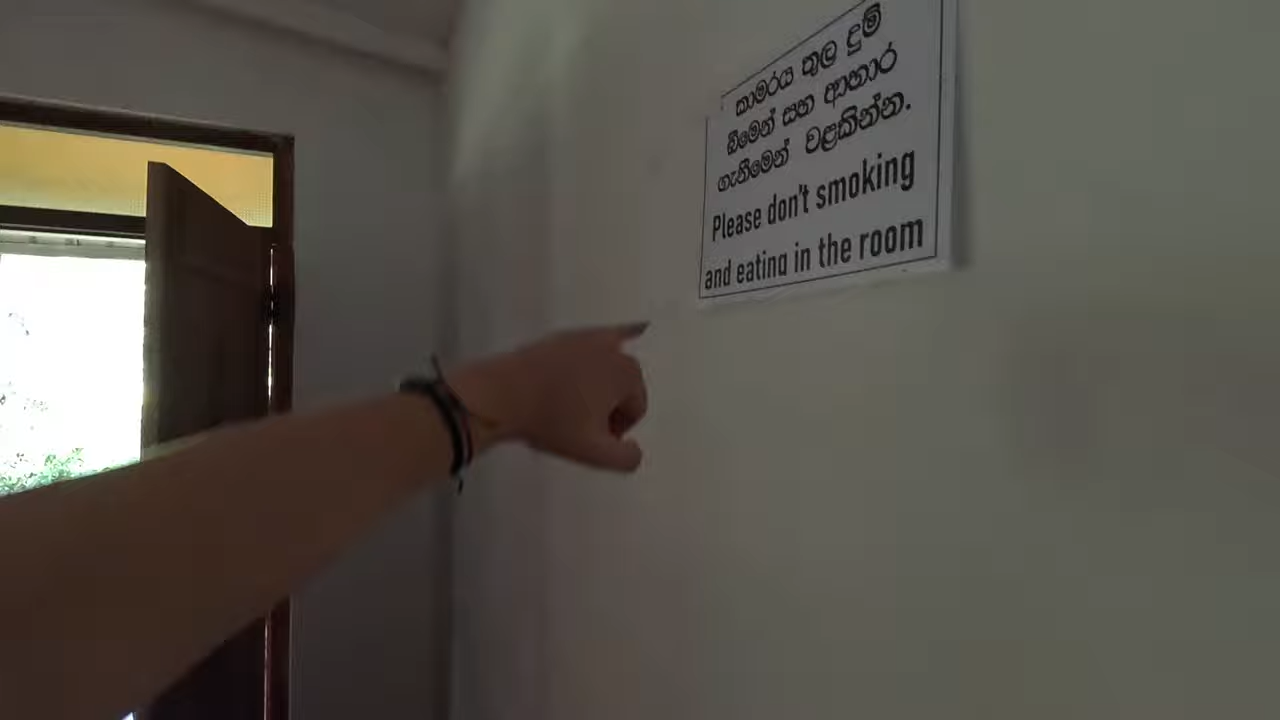 කාමරය තුල දුම්
බීමෙන් සහ ආහාර
ගැනීමෙන් වළකින්න.
Please don't smoking
and eating in the room